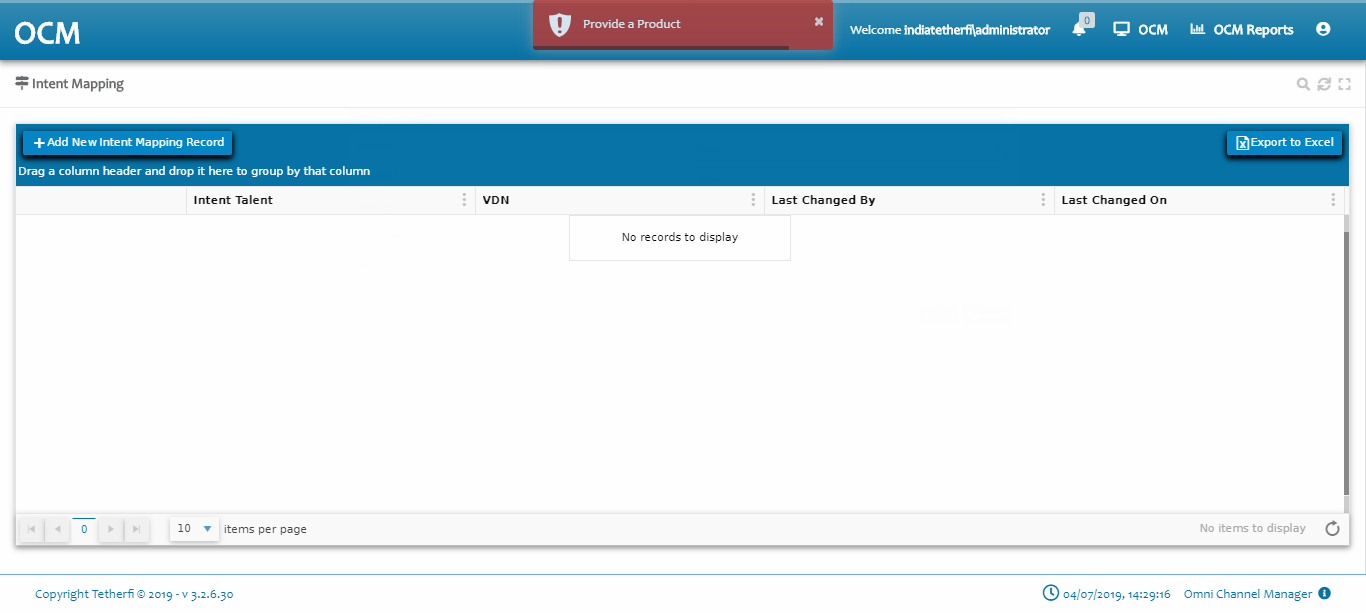 OCM
Provide a Product
Welcome indiatetherfi\administrator
0
OCM
OCM Reports
Intent Mapping
Add New Intent Mapping Record
Export to Excel
Drag a column header and drop it here to group by that column
Intent Talent
VDN
Last Changed By
Last Changed On
No records to display
0
10
items per page
No items to display
Copyright Tetherfi © 2019 - v 3.2.6.30
04/07/2019, 14:29:16
Omni Channel Manager